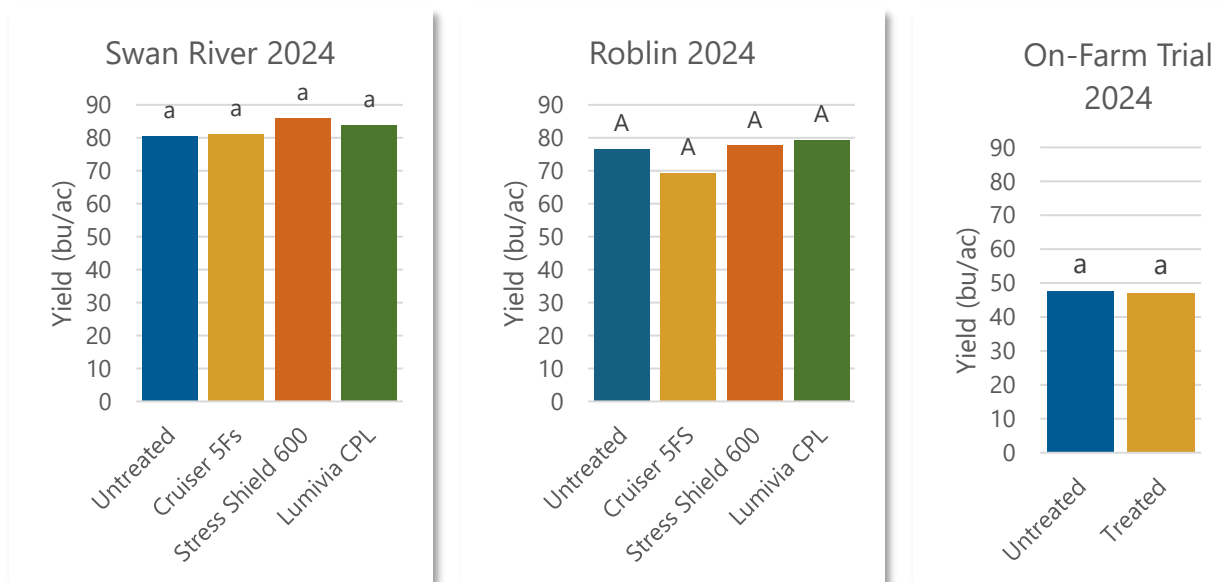 Swan River 2024
a
a
a
a
90
80
70
60
50
40
30
20
10
0
Yield (bu/ac)
Untreated
Cruiser 5Fs
Stress Shield 600
Lumivia CPL
Roblin 2024
A
A
A
A
90
80
70
60
50
40
30
20
10
0
Yield (bu/ac)
Untreated
Cruiser 5FS
Stress Shield 600
Lumivia CPL
On-Farm Trial
2024
90
80
70
60
50
40
30
20
10
0
a
a
Yield (bu/ac)
Untreated
Treated